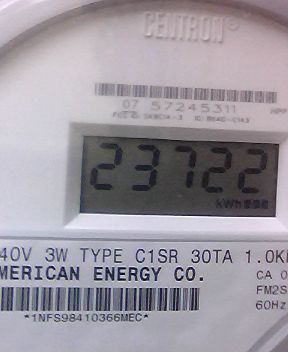 CENTRON®
07 57245311
23722
kWh
40V 3W TYPE C1SR 30TA 1.0K
MERICAN ENERGY CO.
CA 0
FM2S
60Hz
*1NFS98410366MEC*